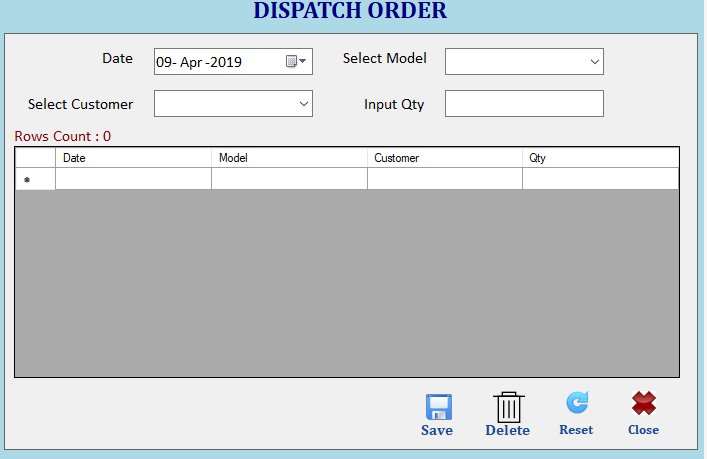 DISPATCH ORDER
Date 09- Apr -2019 Select Model
Select Customer Input Qty
Rows Count : 0
Date Model Customer Qty
*
Save Delete Reset Close